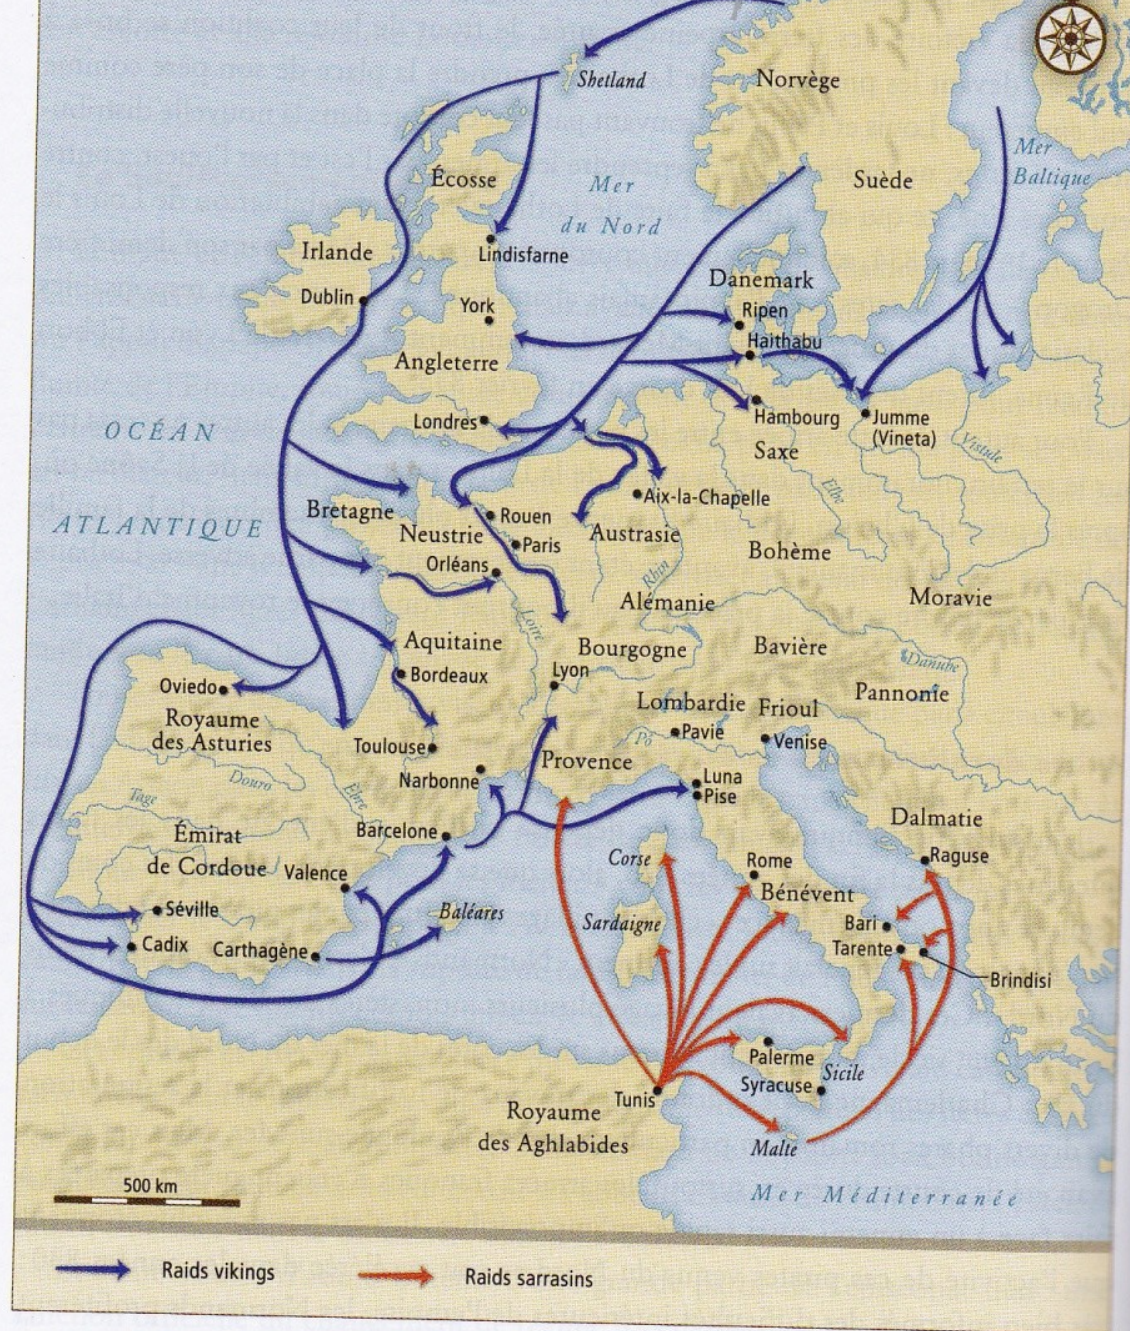 Shetland
Norvège
Mer
Baltique
Écosse
Mer
du Nord
Suède
Irlande
Lindisfarne
Dublin
York
Danemark
Ripen
Haithabu
Angleterre
Londres
Hambourg
Jumme
(Vineta)
OCÉAN
ATLANTIQUE
Saxe
Vistule
Elbe
Aix-la-Chapelle
Bretagne
Rouen
Neustrie
Paris
Austrasie
Orléans
Bohème
Rhin
Alémanie
Moravie
Loire
Aquitaine
Bourgogne
Bavière
Danube
Bordeaux
Lyon
Oviedo
Lombardie
Frioul
Pannonie
Royaume
des Asturies
Toulouse
Pavie
Pô
Venise
Provence
Narbonne
Luna
Pise
Douro
Èbre
Tage
Dalmatie
Émirat
de Cordoue
Barcelone
Valence
Corse
Rome
Raguse
Bénévent
Séville
Baléares
Sardaigne
Bari
Cadix
Carthagène
Tarente
Brindisi
Palerme
Sicile
Syracuse
Tunis
Royaume
des Aghlabides
Malte
Mer Méditerranée
500 km
Raids vikings
Raids sarrasins